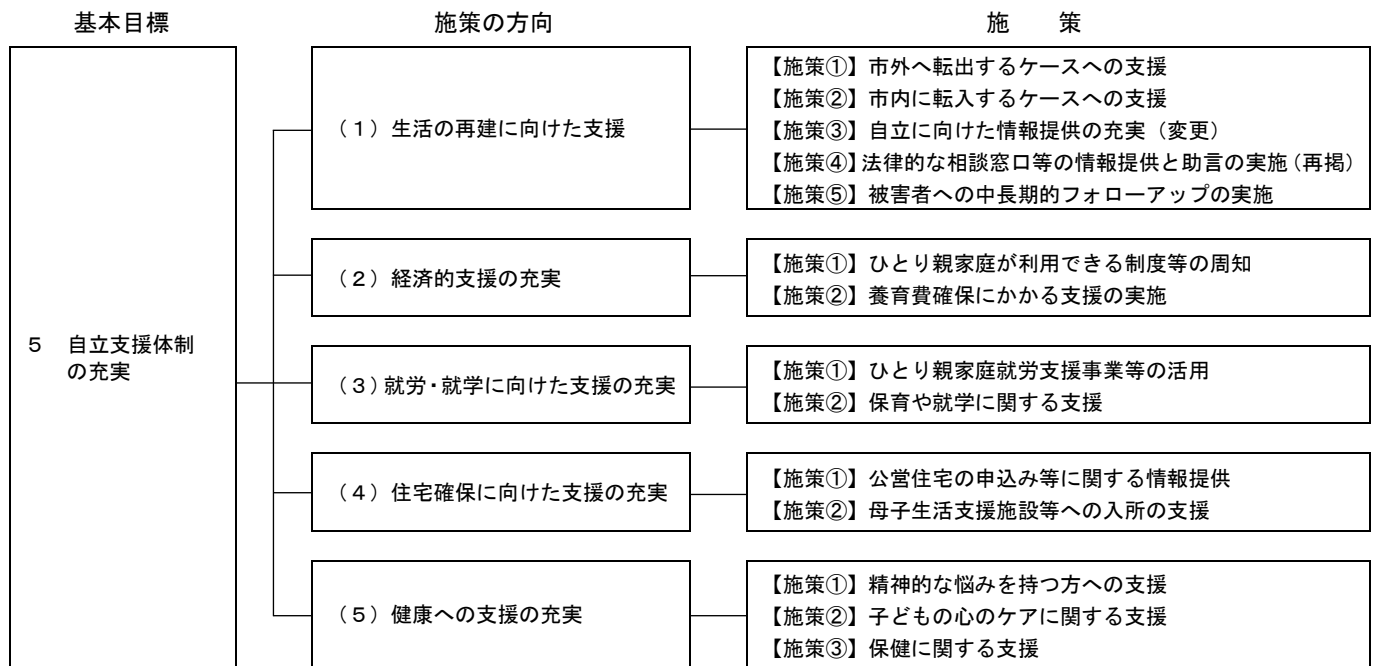 基本目標
施策の方向
施　　策
５　自立支援体制
の充実
（１）生活の再建に向けた支援
【施策①】市外へ転出するケースへの支援
【施策②】市内に転入するケースへの支援
【施策③】自立に向けた情報提供の充実（変更）
【施策④】法律的な相談窓口等の情報提供と助言の実施（再掲）
【施策⑤】被害者への中長期的フォローアップの実施
（２）経済的支援の充実
【施策①】ひとり親家庭が利用できる制度等の周知
【施策②】養育費確保にかかる支援の実施
（３）就労・就学に向けた支援の充実
【施策①】ひとり親家庭就労支援事業等の活用
【施策②】保育や就学に関する支援
（４）住宅確保に向けた支援の充実
【施策①】公営住宅の申込み等に関する情報提供
【施策②】母子生活支援施設等への入所の支援
（５）健康への支援の充実
【施策①】精神的な悩みを持つ方への支援
【施策②】子どもの心のケアに関する支援
【施策③】保健に関する支援